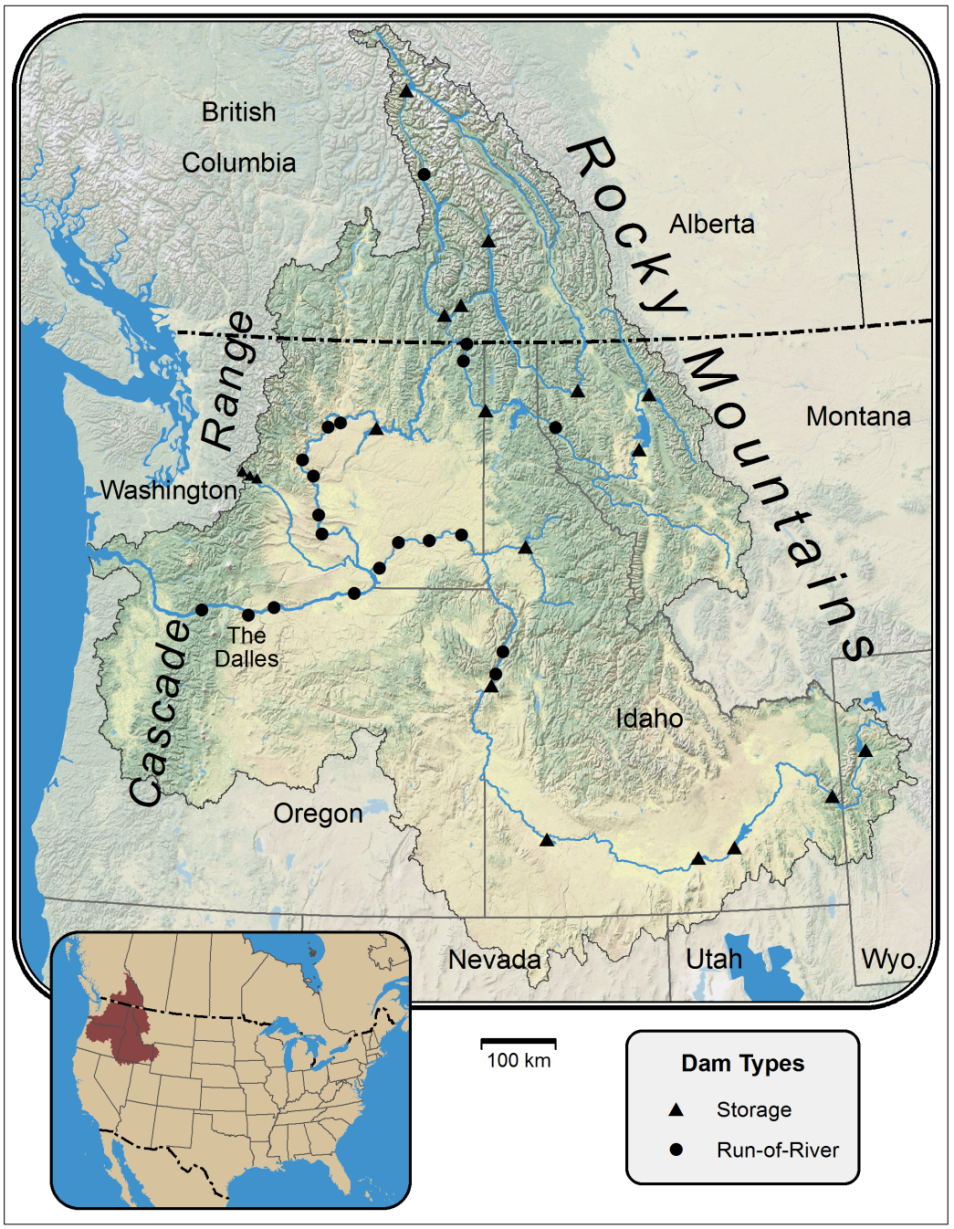 British
Columbia
Rocky Mountains
Alberta
Cascade Range
Montana
Washington
The
Dalles
Idaho
Oregon
Nevada
Utah
Wyo.
100 km
Dam Types
Storage
Run-of-River